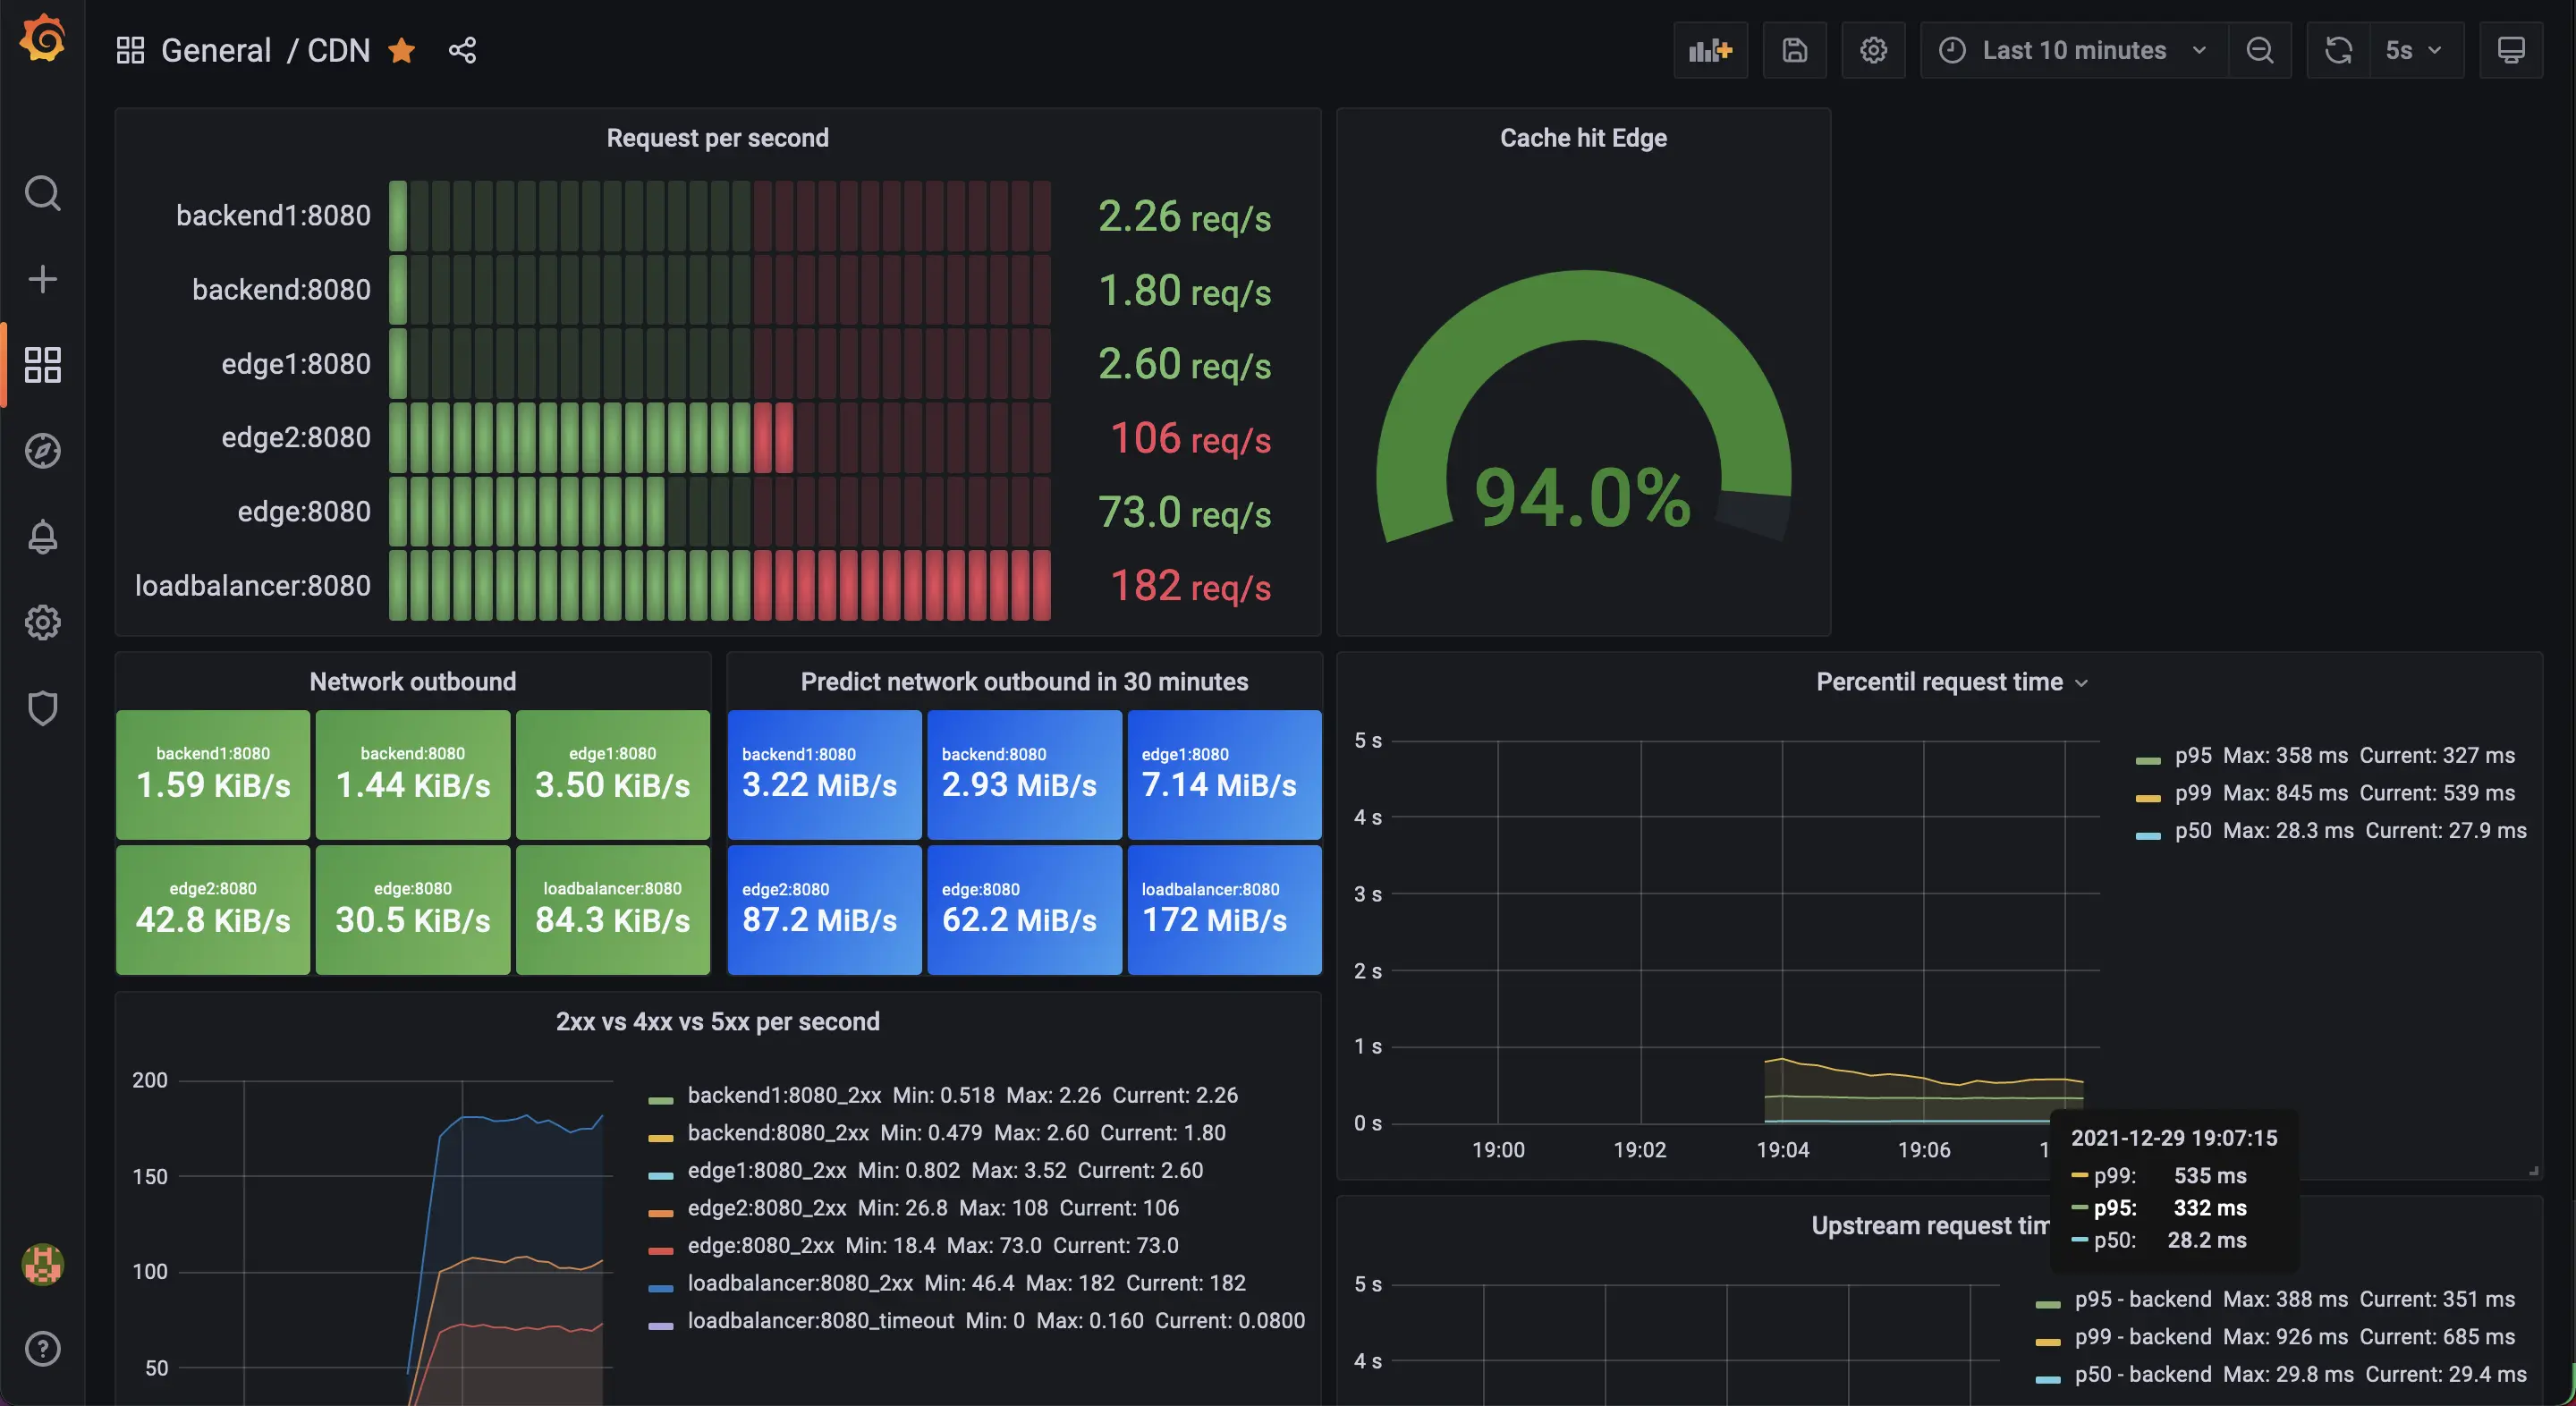 General / CDN
Last 10 minutes
5s
Request per second
backend1:8080 2.26 req/s
backend:8080 1.80 req/s
edge1:8080 2.60 req/s
edge2:8080 106 req/s
edge:8080 73.0 req/s
loadbalancer:8080 182 req/s
Cache hit Edge
94.0%
Network outbound
backend1:8080
1.59 KiB/s
backend:8080
1.44 KiB/s
edge1:8080
3.50 KiB/s
edge2:8080
42.8 KiB/s
edge:8080
30.5 KiB/s
loadbalancer:8080
84.3 KiB/s
Predict network outbound in 30 minutes
backend1:8080
3.22 MiB/s
backend:8080
2.93 MiB/s
edge1:8080
7.14 MiB/s
edge2:8080
87.2 MiB/s
edge:8080
62.2 MiB/s
loadbalancer:8080
172 MiB/s
Percentil request time
5 s
4 s
3 s
2 s
1 s
0 s
19:00 19:02 19:04 19:06 1
p95 Max: 358 ms Current: 327 ms
p99 Max: 845 ms Current: 539 ms
p50 Max: 28.3 ms Current: 27.9 ms
2021-12-29 19:07:15
p99: 535 ms
p95: 332 ms
p50: 28.2 ms
2xx vs 4xx vs 5xx per second
200
150
100
50
backend1:8080_2xx Min: 0.518 Max: 2.26 Current: 2.26
backend:8080_2xx Min: 0.479 Max: 2.60 Current: 1.80
edge1:8080_2xx Min: 0.802 Max: 3.52 Current: 2.60
edge2:8080_2xx Min: 26.8 Max: 108 Current: 106
edge:8080_2xx Min: 18.4 Max: 73.0 Current: 73.0
loadbalancer:8080_2xx Min: 46.4 Max: 182 Current: 182
loadbalancer:8080_timeout Min: 0 Max: 0.160 Current: 0.0800
Upstream request tim
5 s
4 s
p95 - backend Max: 388 ms Current: 351 ms
p99 - backend Max: 926 ms Current: 685 ms
p50 - backend Max: 29.8 ms Current: 29.4 ms